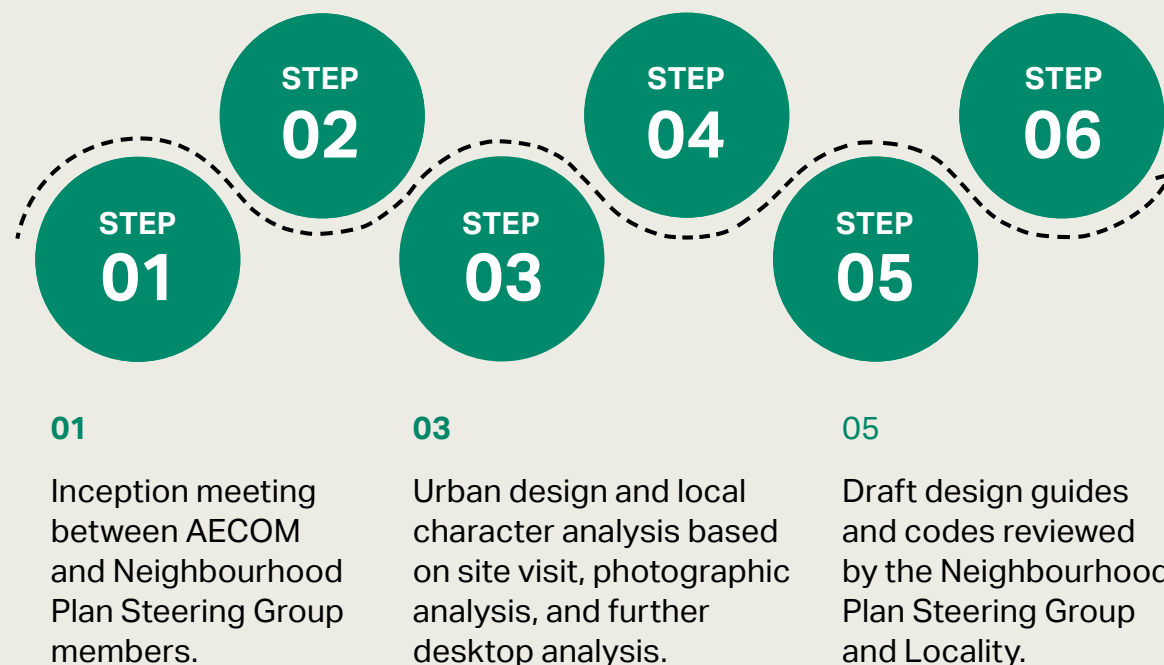 STEP
02
STEP
04
STEP
06
STEP
01
STEP
03
STEP
05
01
Inception meeting
between AECOM
and Neighbourhood
Plan Steering Group
members.
03
Urban design and local
character analysis based
on site visit, photographic
analysis, and further
desktop analysis.
05
Draft design guides
and codes reviewed
by the Neighbourhood
Plan Steering Group
and Locality.